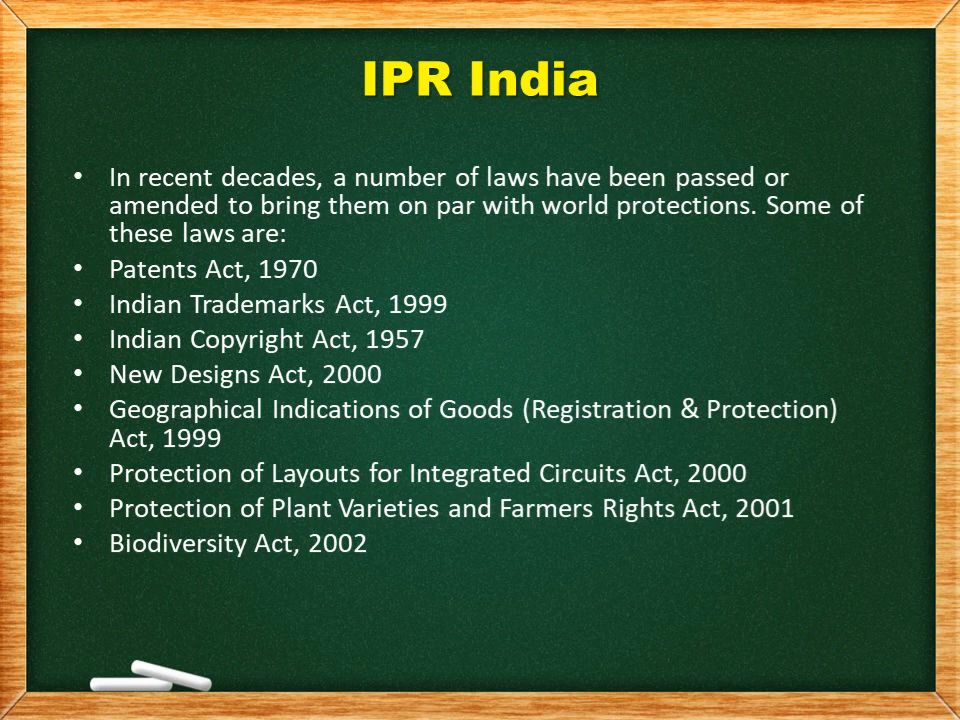 IPR India
• In recent decades, a number of laws have been passed or
amended to bring them on par with world protections. Some of
these laws are:
• Patents Act, 1970
• Indian Trademarks Act, 1999
• Indian Copyright Act, 1957
• New Designs Act, 2000
• Geographical Indications of Goods (Registration & Protection)
Act, 1999
• Protection of Layouts for Integrated Circuits Act, 2000
• Protection of Plant Varieties and Farmers Rights Act, 2001
• Biodiversity Act, 2002